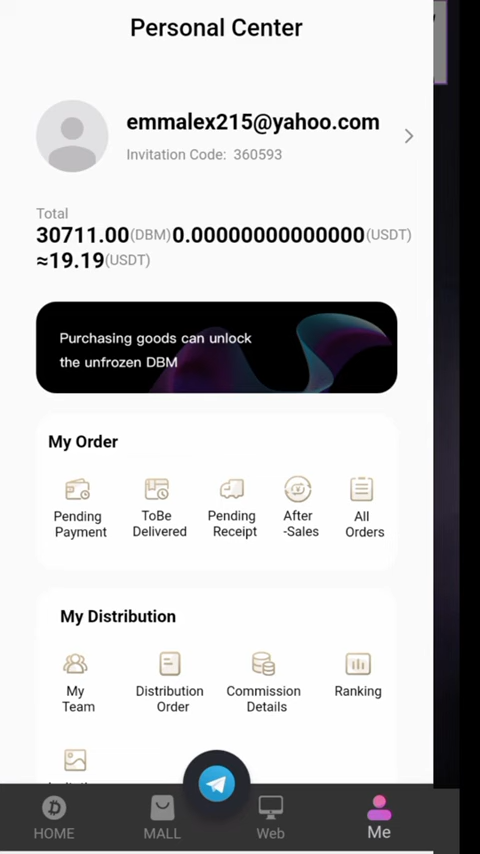 Personal Center
emmalex215@yahoo.com
Invitation Code: 360593
Total
30711.00(DBM)0.00000000000000(USDT)
≈19.19(USDT)
Purchasing goods can unlock
the unfrozen DBM
My Order
Pending Payment
ToBe Delivered
Pending Receipt
After -Sales
All Orders
My Distribution
My Team
Distribution Order
Commission Details
Ranking
HOME
MALL
Web
Me